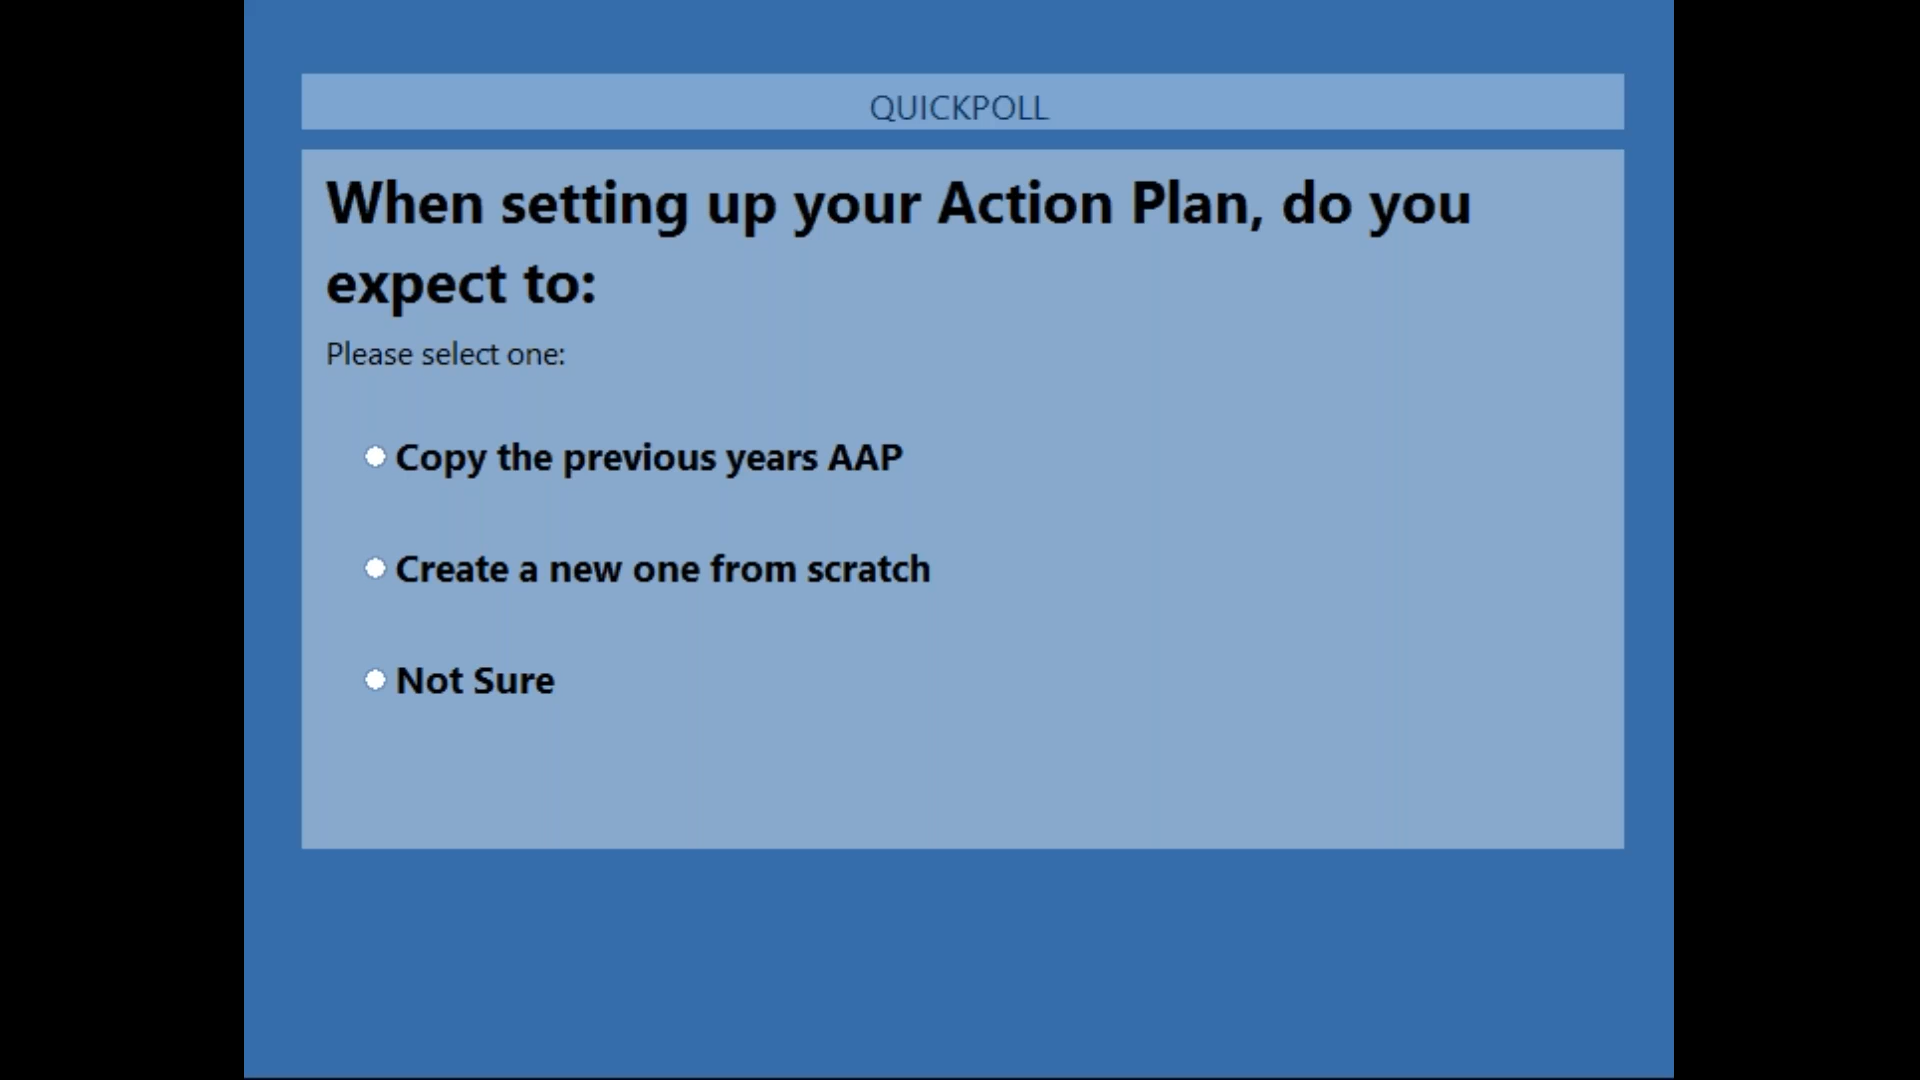 QUICKPOLL
When setting up your Action Plan, do you
expect to:
Please select one:
Copy the previous years AAP
Create a new one from scratch
Not Sure